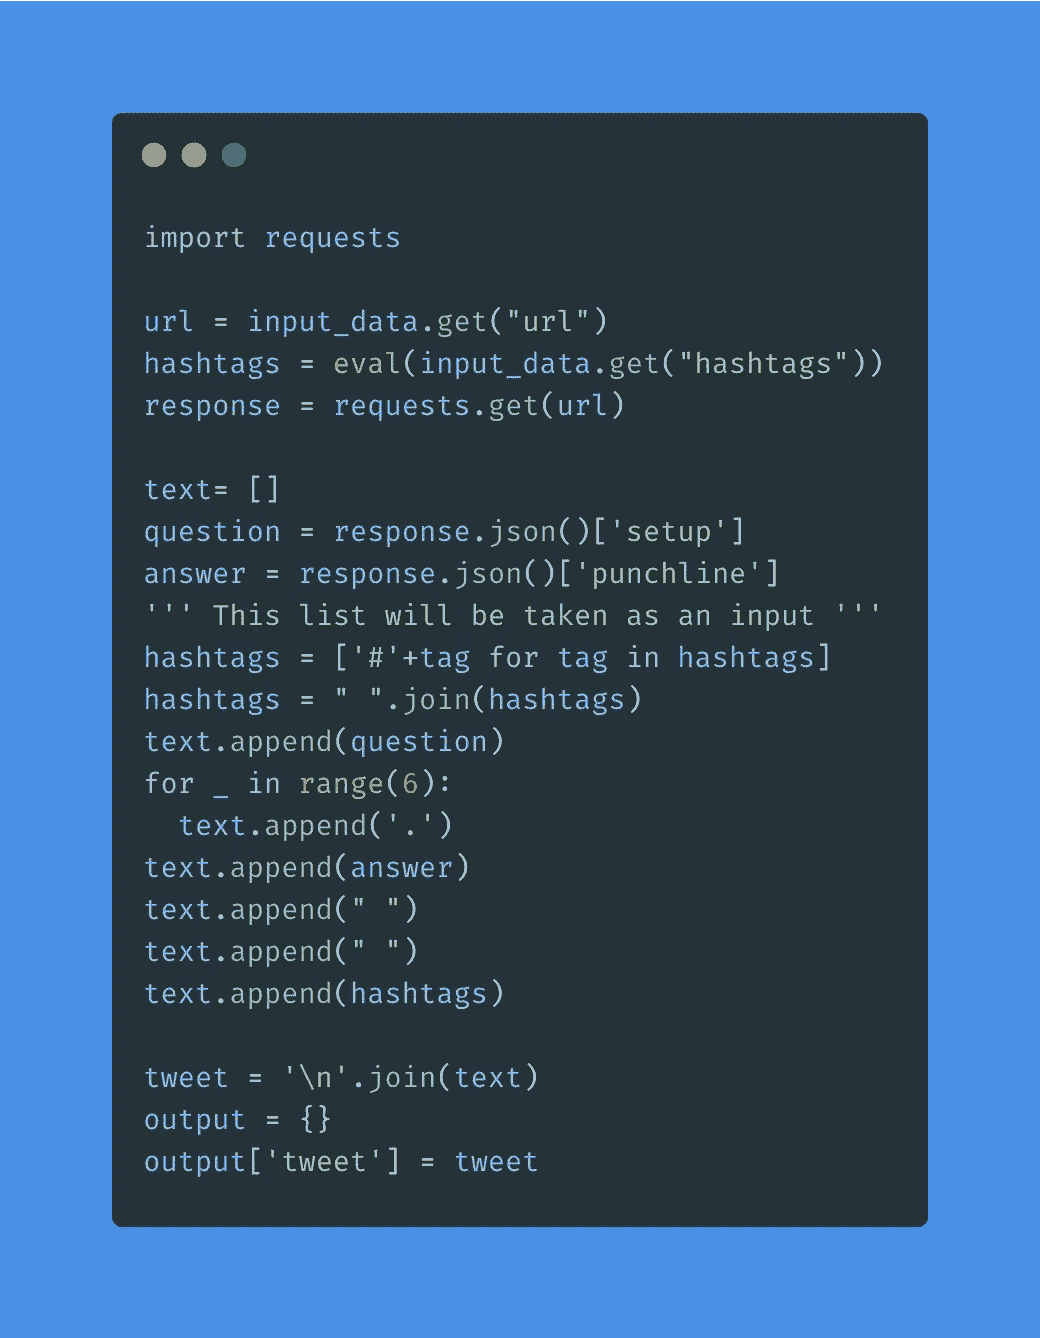 import requests

url = input_data.get("url")
hashtags = eval(input_data.get("hashtags"))
response = requests.get(url)

text= []
question = response.json()['setup']
answer = response.json()['punchline']
''' This list will be taken as an input '''
hashtags = ['#'+tag for tag in hashtags]
hashtags = " ".join(hashtags)
text.append(question)
for _ in range(6):
  text.append('.')
text.append(answer)
text.append(" ")
text.append(" ")
text.append(hashtags)

tweet = '\n'.join(text)
output = {}
output['tweet'] = tweet